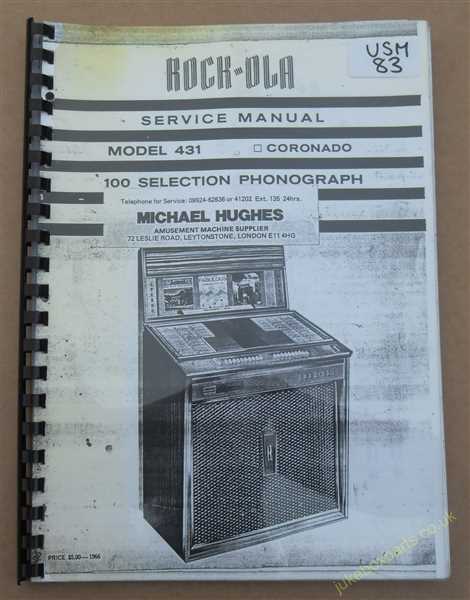 USM
83
ROCK-OLA
SERVICE MANUAL
MODEL 431 □ CORONADO
100 SELECTION PHONOGRAPH
Telephone for Service: 09924-62636 or 41202 Ext. 135 24hrs.
MICHAEL HUGHES
AMUSEMENT MACHINE SUPPLIER
72 LESLIE ROAD, LEYTONSTONE, LONDON E11 4HG
PRICE $5.00—1966
jukeboxparts.co.uk